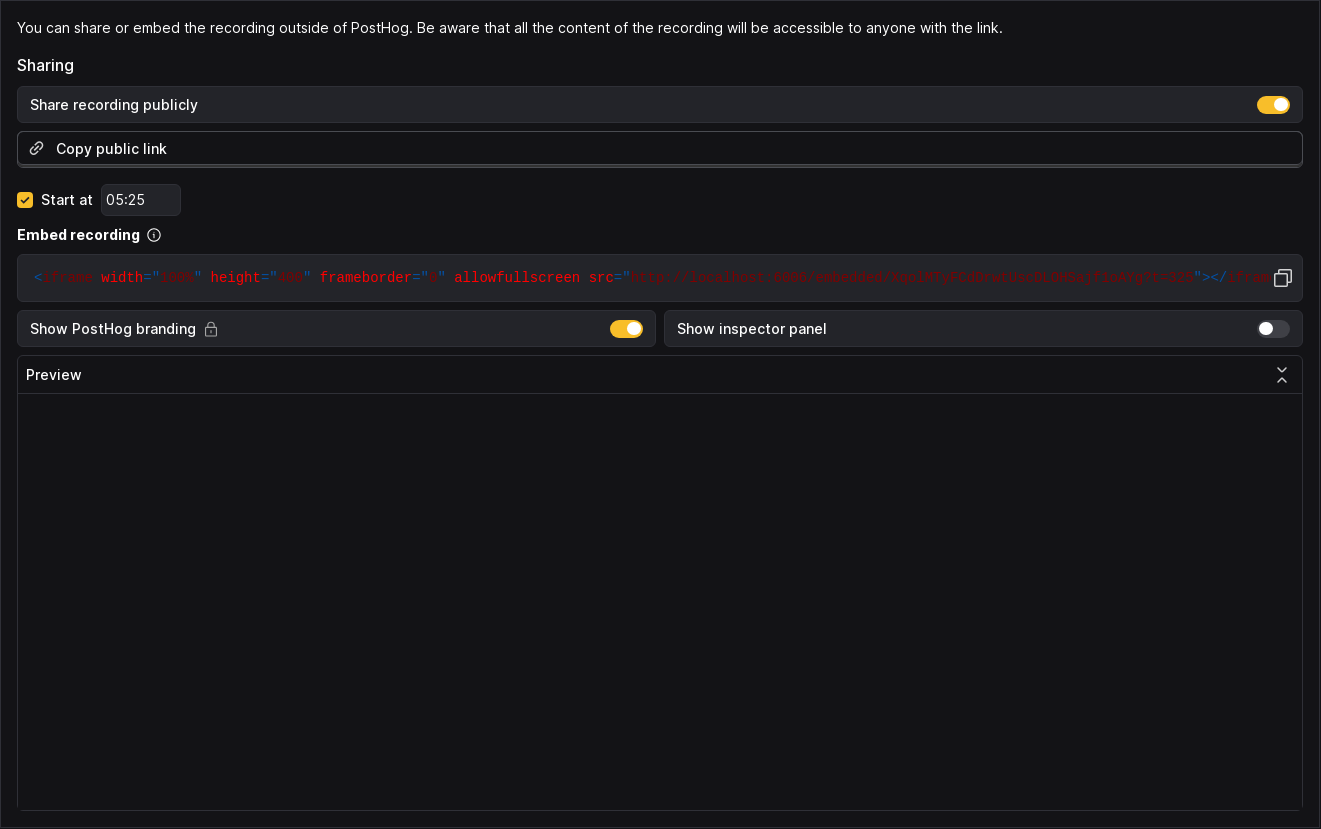 You can share or embed the recording outside of PostHog. Be aware that all the content of the recording will be accessible to anyone with the link.
Sharing
Share recording publicly
Copy public link
Start at 05:25
Embed recording
<iframe width="100%" height="450" frameborder="0" allowfullscreen src="
"></iframe
Show PostHog branding
Show inspector panel
Preview